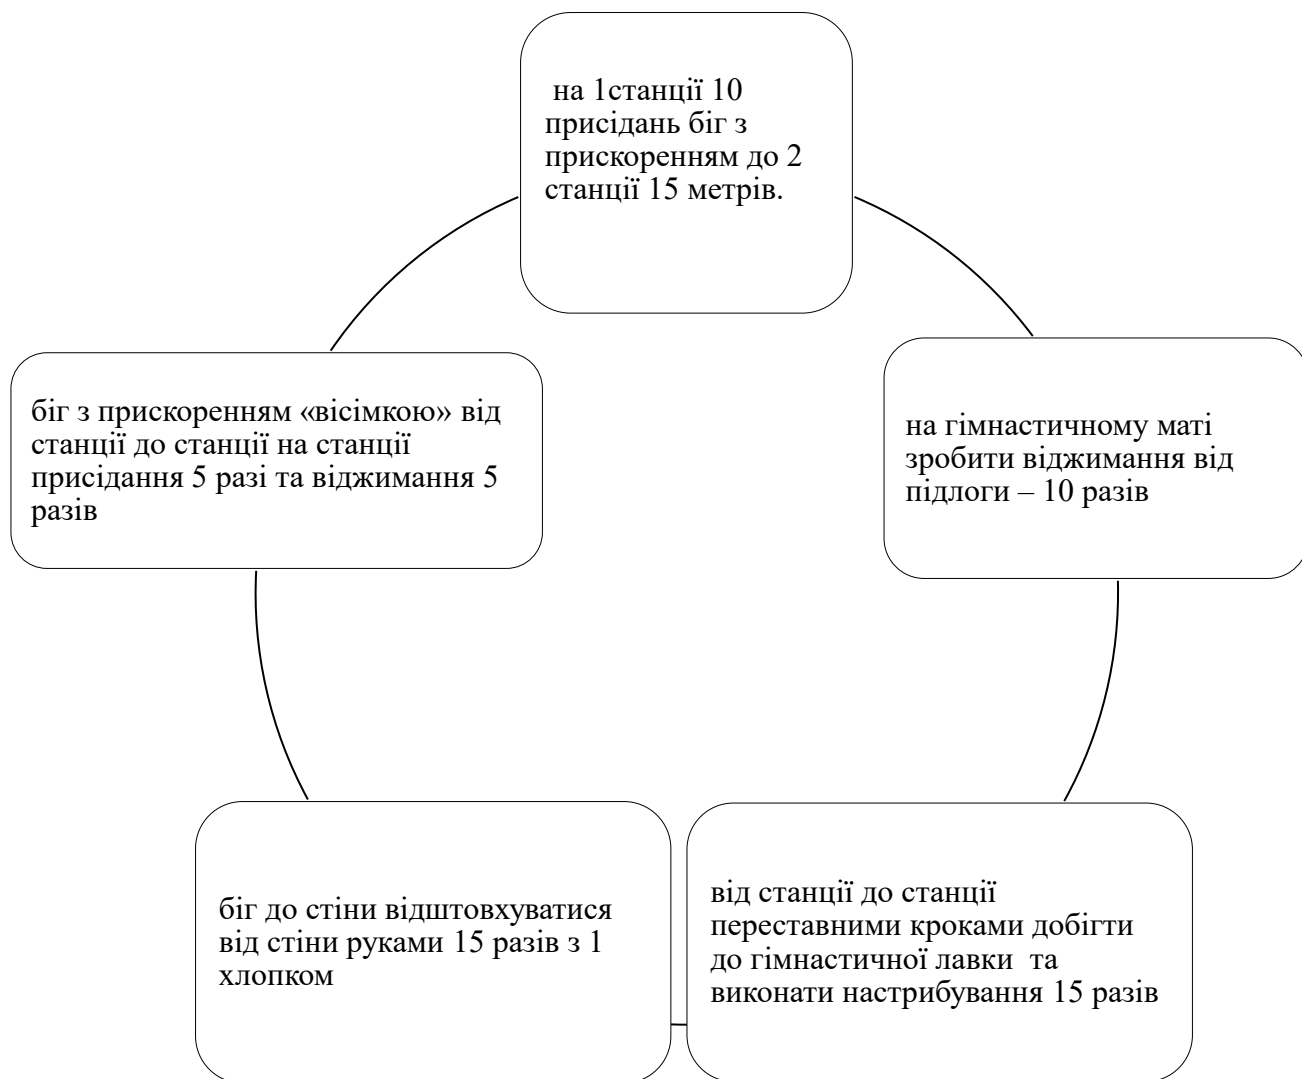 на 1станції 10
присідань біг з
прискоренням до 2
станції 15 метрів.
на гімнастичному маті
зробити віджимання від
підлоги – 10 разів
від станції до станції
переставними кроками добігти
до гімнастичної лавки та
виконати настрибування 15 разів
біг до стіни відштовхуватися
від стіни руками 15 разів з 1
хлопком
біг з прискоренням «вісімкою» від
станції до станції на станції
присідання 5 разі та віджимання 5
разів